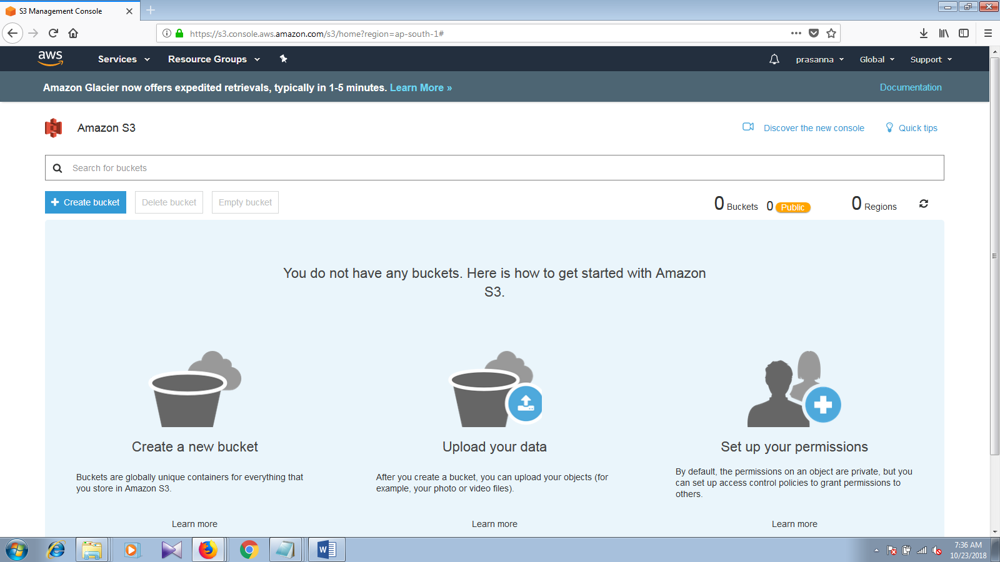 S3 Management Console
https://s3.console.aws.amazon.com/s3/home?region=ap-south-1#
aws Services Resource Groups prasanna Global Support
Amazon Glacier now offers expedited retrievals, typically in 1-5 minutes. Learn More » Documentation
Amazon S3 Discover the new console Quick tips
Search for buckets
Create bucket Delete bucket Empty bucket 0 Buckets 0 Public 0 Regions
You do not have any buckets. Here is how to get started with Amazon
S3.
Create a new bucket
Buckets are globally unique containers for everything that
you store in Amazon S3.
Learn more
Upload your data
After you create a bucket, you can upload your objects (for
example, your photo or video files).
Learn more
Set up your permissions
By default, the permissions on an object are private, but you
can set up access control policies to grant permissions to
others.
Learn more
7:36 AM
10/23/2018